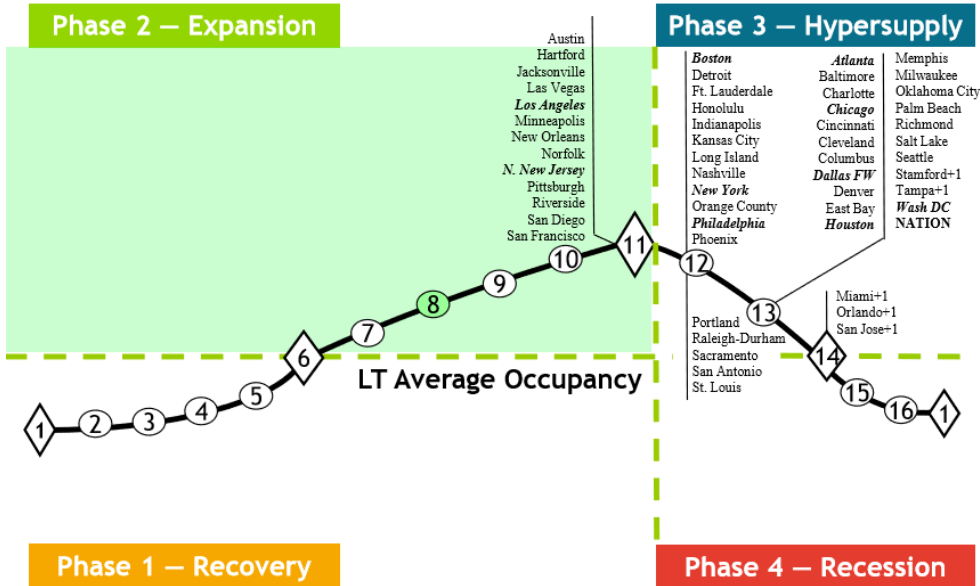 Phase 2 – Expansion
Phase 3 – Hypersupply
Austin
Hartford
Jacksonville
Las Vegas
Los Angeles
Minneapolis
New Orleans
Norfolk
N. New Jersey
Pittsburgh
Riverside
San Diego
San Francisco
Boston
Detroit
Ft. Lauderdale
Honolulu
Indianapolis
Kansas City
Long Island
Nashville
New York
Orange County
Philadelphia
Phoenix
Portland
Raleigh-Durham
Sacramento
San Antonio
St. Louis
Atlanta
Baltimore
Charlotte
Chicago
Cincinnati
Cleveland
Columbus
Dallas FW
Denver
East Bay
Houston
Memphis
Milwaukee
Oklahoma City
Palm Beach
Richmond
Salt Lake
Seattle
Stamford+1
Tampa+1
Wash DC
NATION
Miami+1
Orlando+1
San Jose+1
1
2
3
4
5
6
7
8
9
10
11
12
13
14
15
16
1
LT Average Occupancy
Phase 1 – Recovery
Phase 4 – Recession